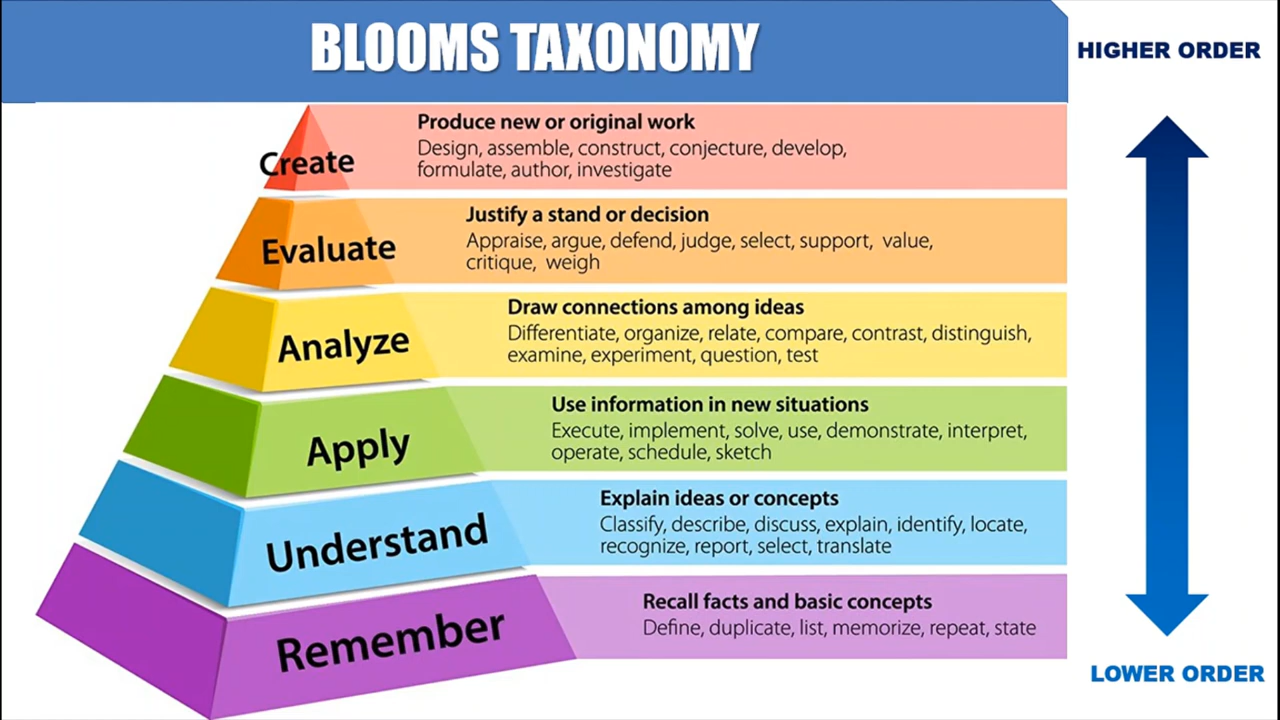 BLOOMS TAXONOMY
HIGHER ORDER
Create
Produce new or original work
Design, assemble, construct, conjecture, develop,
formulate, author, investigate
Evaluate
Justify a stand or decision
Appraise, argue, defend, judge, select, support, value,
critique, weigh
Analyze
Draw connections among ideas
Differentiate, organize, relate, compare, contrast, distinguish,
examine, experiment, question, test
Apply
Use information in new situations
Execute, implement, solve, use, demonstrate, interpret,
operate, schedule, sketch
Understand
Explain ideas or concepts
Classify, describe, discuss, explain, identify, locate,
recognize, report, select, translate
Remember
Recall facts and basic concepts
Define, duplicate, list, memorize, repeat, state
LOWER ORDER